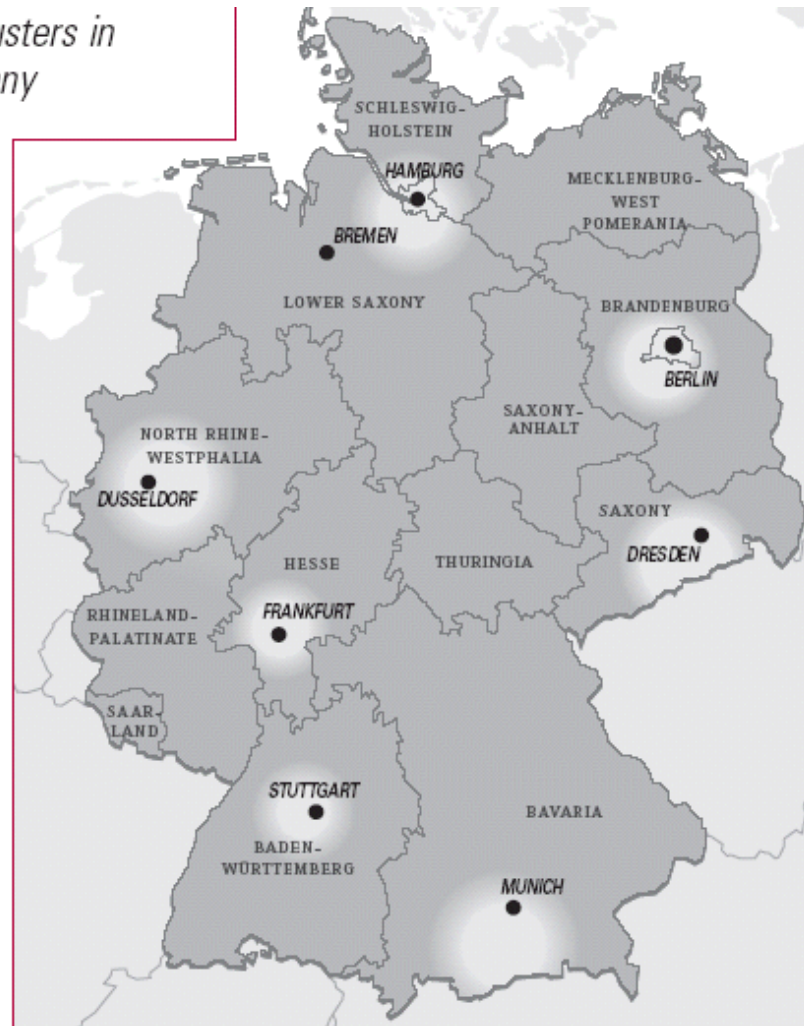 usters in
ny
SCHLESWIG-
HOLSTEIN
HAMBURG
MECKLENBURG-
WEST
POMERANIA
BREMEN
LOWER SAXONY
BRANDENBURG
BERLIN
SAXONY-
ANHALT
NORTH RHINE-
WESTPHALIA
DUSSELDORF
SAXONY
DRESDEN
HESSE
THURINGIA
FRANKFURT
RHINELAND-
PALATINATE
SAAR-
LAND
STUTTGART
BAVARIA
BADEN-
WÜRTTEMBERG
MUNICH